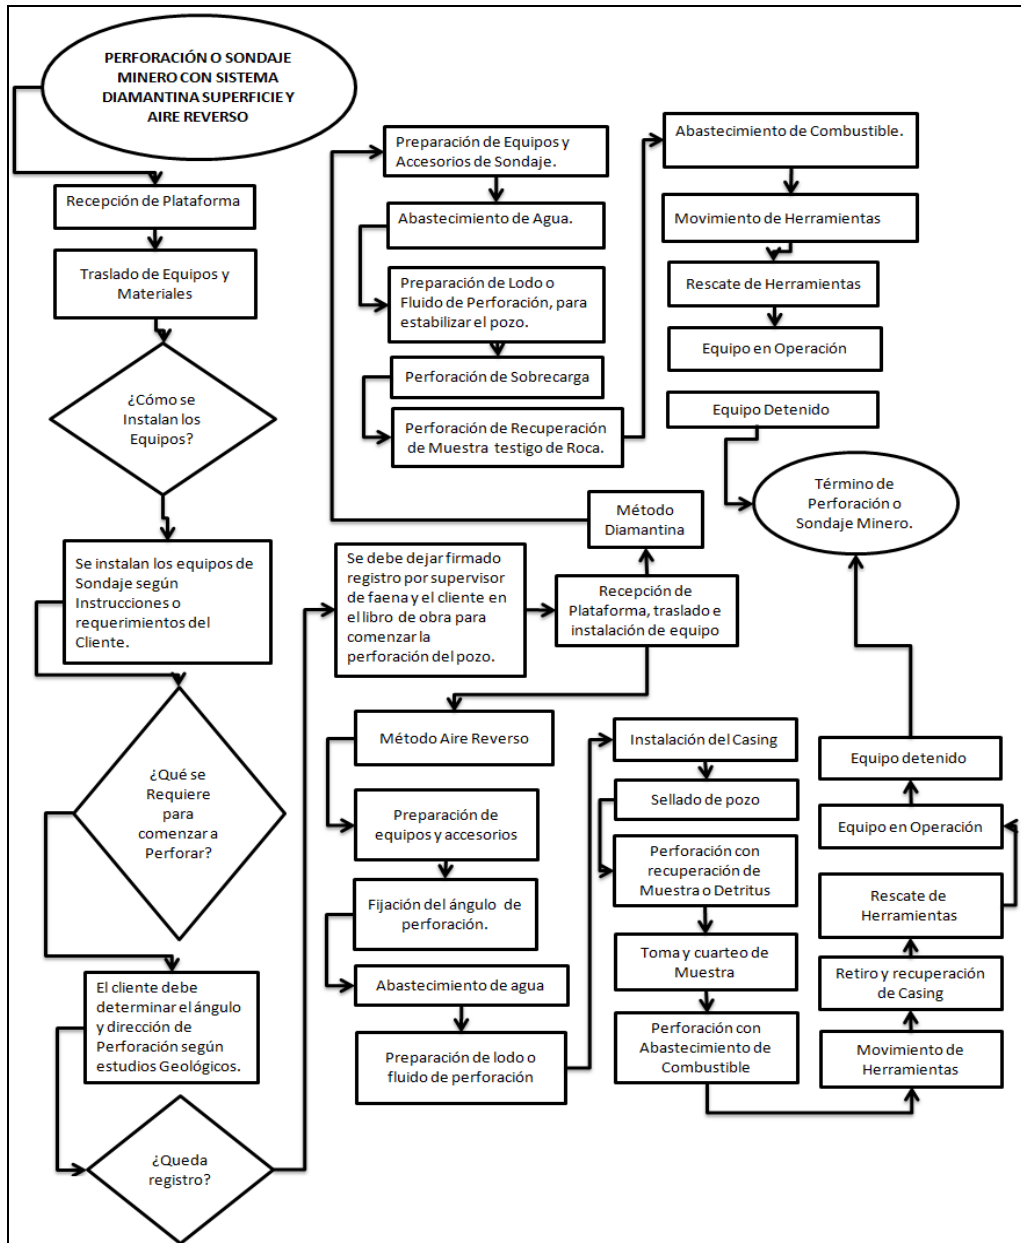 PERFORACIÓN O SONDAJE
MINERO CON SISTEMA
DIAMANTINA SUPERFICIE Y
AIRE REVERSO
Recepción de Plataforma
Traslado de Equipos y
Materiales
¿Cómo se
Instalan los
Equipos?
Se instalan los equipos de
Sondaje según
Instrucciones o
requerimientos del
Cliente.
¿Qué se
Requiere
para
comenzar a
Perforar?
El cliente debe
determinar el ángulo
y dirección de
Perforación según
estudios Geológicos.
¿Queda
registro?
Se debe dejar firmado
registro por supervisor
de faena y el cliente en
el libro de obra para
comenzar la
perforación del pozo.
Recepción de
Plataforma, traslado e
instalación de equipo
Método
Diamantina
Preparación de Equipos y
Accesorios de Sondaje.
Abastecimiento de Agua.
Preparación de Lodo o
Fluido de Perforación, para
estabilizar el pozo.
Perforación de Sobrecarga
Perforación de Recuperación
de Muestra testigo de Roca.
Abastecimiento de Combustible.
Movimiento de Herramientas
Rescate de Herramientas
Equipo en Operación
Equipo Detenido
Término de
Perforación o
Sondaje Minero.
Método Aire Reverso
Preparación de
equipos y accesorios
Fijación del ángulo de
perforación.
Abastecimiento de agua
Preparación de lodo o
fluido de perforación
Instalación del Casing
Sellado de pozo
Perforación con
recuperación de
Muestra o Detritus
Toma y cuarteo de
Muestra
Perforación con
Abastecimiento de
Combustible
Movimiento de
Herramientas
Retiro y recuperación
de Casing
Rescate de
Herramientas
Equipo en Operación
Equipo detenido